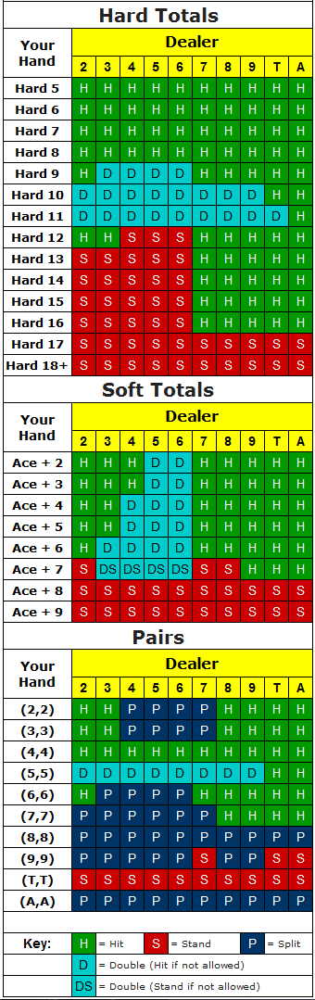 Hard Totals
Your Hand Dealer
2 3 4 5 6 7 8 9 T A
Hard 5 H H H H H H H H H H
Hard 6 H H H H H H H H H H
Hard 7 H H H H H H H H H H
Hard 8 H H H H H H H H H H
Hard 9 H D D D D H H H H H
Hard 10 D D D D D D D D H H
Hard 11 D D D D D D D D D H
Hard 12 H H S S S H H H H H
Hard 13 S S S S S H H H H H
Hard 14 S S S S S H H H H H
Hard 15 S S S S S H H H H H
Hard 16 S S S S S H H H H H
Hard 17 S S S S S S S S S S
Hard 18+ S S S S S S S S S S
Soft Totals
Your Hand Dealer
2 3 4 5 6 7 8 9 T A
Ace + 2 H H H D D H H H H H
Ace + 3 H H H D D H H H H H
Ace + 4 H H D D D H H H H H
Ace + 5 H H D D D H H H H H
Ace + 6 H D D D D H H H H H
Ace + 7 S DS DS DS DS S S H H H
Ace + 8 S S S S S S S S S S
Ace + 9 S S S S S S S S S S
Pairs
Your Hand Dealer
2 3 4 5 6 7 8 9 T A
(2,2) H H P P P P H H H H
(3,3) H H P P P P H H H H
(4,4) H H H H H H H H H H
(5,5) D D D D D D D D H H
(6,6) H P P P P H H H H H
(7,7) P P P P P P H H H H
(8,8) P P P P P P P P P P
(9,9) P P P P P S P P S S
(T,T) S S S S S S S S S S
(A,A) P P P P P P P P P P
Key: H = Hit S = Stand P = Split
D = Double (Hit if not allowed)
DS = Double (Stand if not allowed)